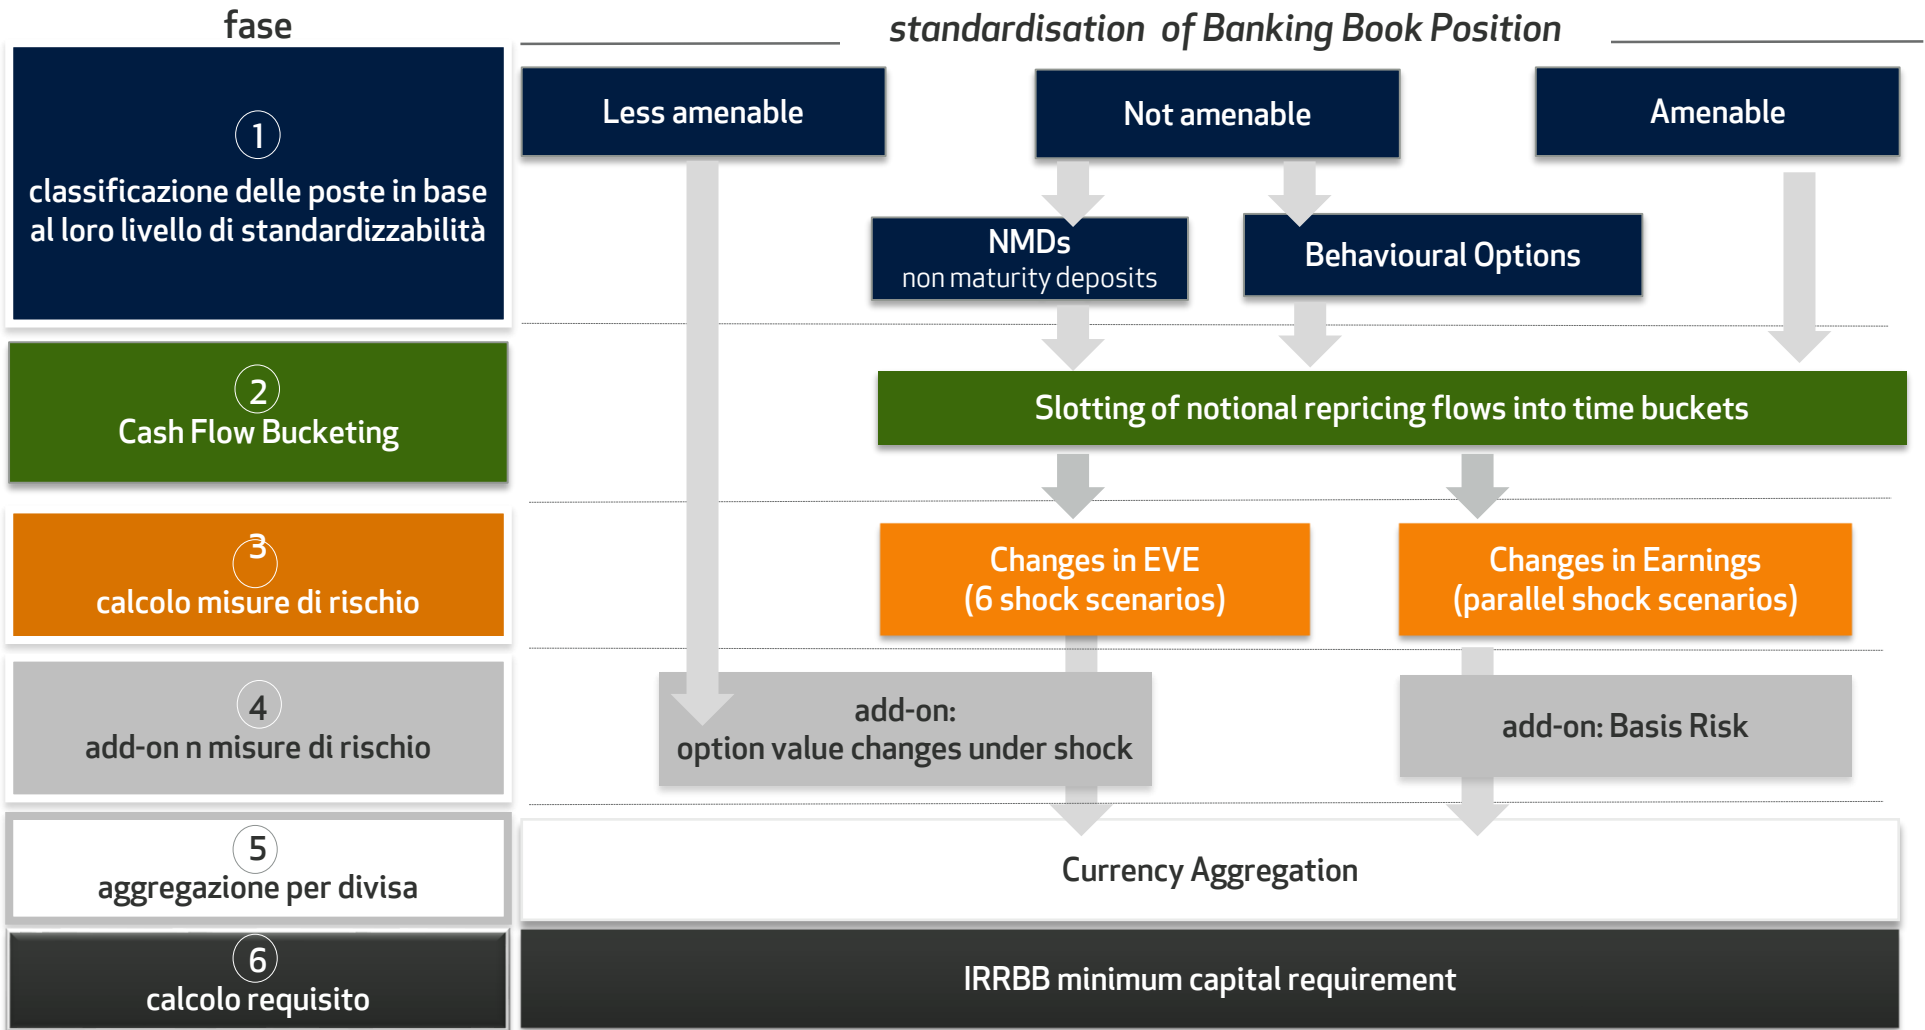 fase
standardisation of Banking Book Position
1
classificazione delle poste in base
al loro livello di standardizzabilità
Less amenable
Not amenable
Amenable
NMDs
non maturity deposits
Behavioural Options
2
Cash Flow Bucketing
Slotting of notional repricing flows into time buckets
3
calcolo misure di rischio
Changes in EVE
(6 shock scenarios)
Changes in Earnings
(parallel shock scenarios)
4
add-on n misure di rischio
add-on:
option value changes under shock
add-on: Basis Risk
5
aggregazione per divisa
Currency Aggregation
6
calcolo requisito
IRRBB minimum capital requirement